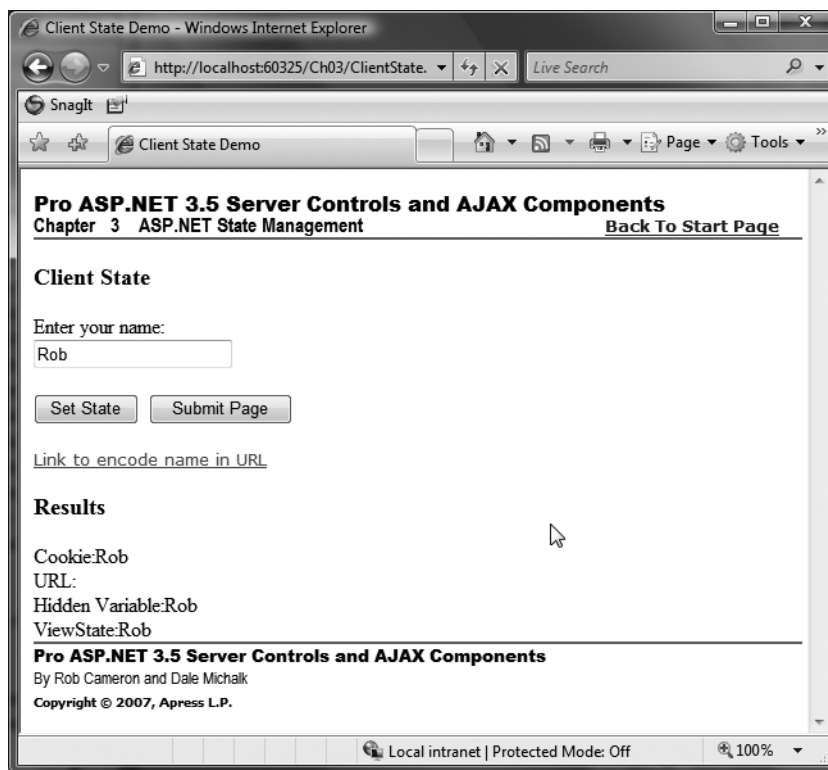 Client State Demo - Windows Internet Explorer
http://localhost:60325/Ch03/ClientState.
Live Search
SnagIt
Client State Demo
Page
Tools
Pro ASP.NET 3.5 Server Controls and AJAX Components
Chapter 3 ASP.NET State Management
Back To Start Page
Client State
Enter your name:
Rob
Set State
Submit Page
Link to encode name in URL
Results
Cookie:Rob
URL:
Hidden Variable:Rob
ViewState:Rob
Pro ASP.NET 3.5 Server Controls and AJAX Components
By Rob Cameron and Dale Michalk
Copyright © 2007, Apress L.P.
Local intranet | Protected Mode: Off
100%